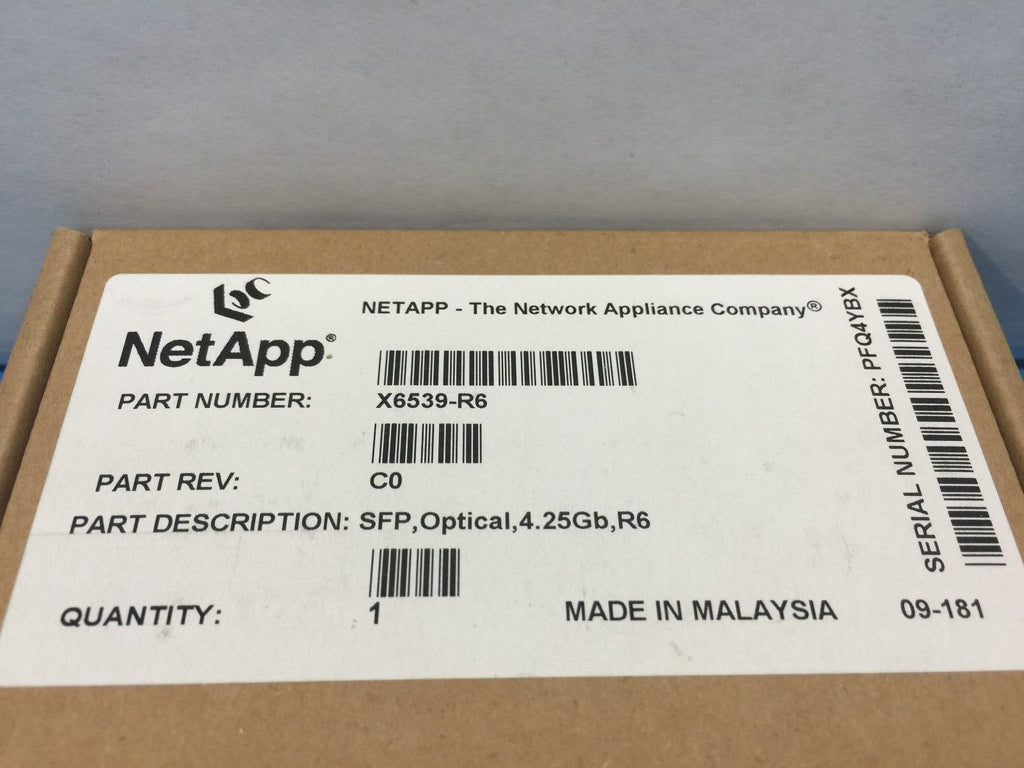 NETAPP - The Network Appliance Company®
NetApp®
PART NUMBER: X6539-R6
PART REV: C0
PART DESCRIPTION: SFP,Optical,4.25Gb,R6
QUANTITY: 1 MADE IN MALAYSIA 09-181
SERIAL NUMBER: PFQ4YBX